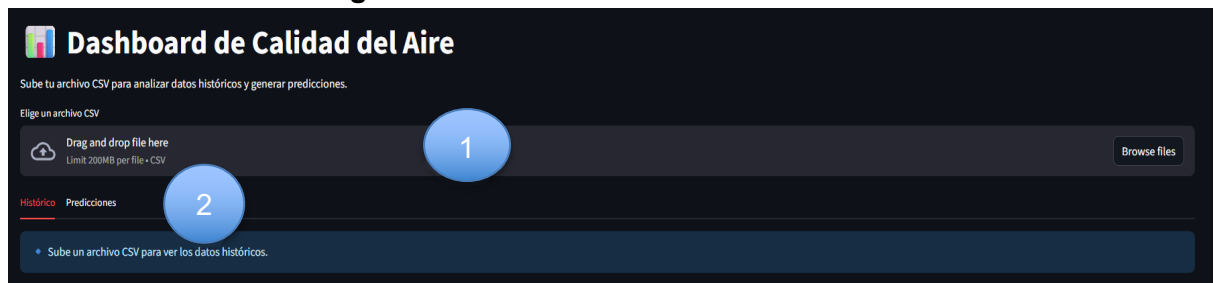 Dashboard de Calidad del Aire
Sube tu archivo CSV para analizar datos históricos y generar predicciones.
Elige un archivo CSV
Drag and drop file here
Limit 200MB per file • CSV
1
Browse files
Histórico Predicciones
2
Sube un archivo CSV para ver los datos históricos.